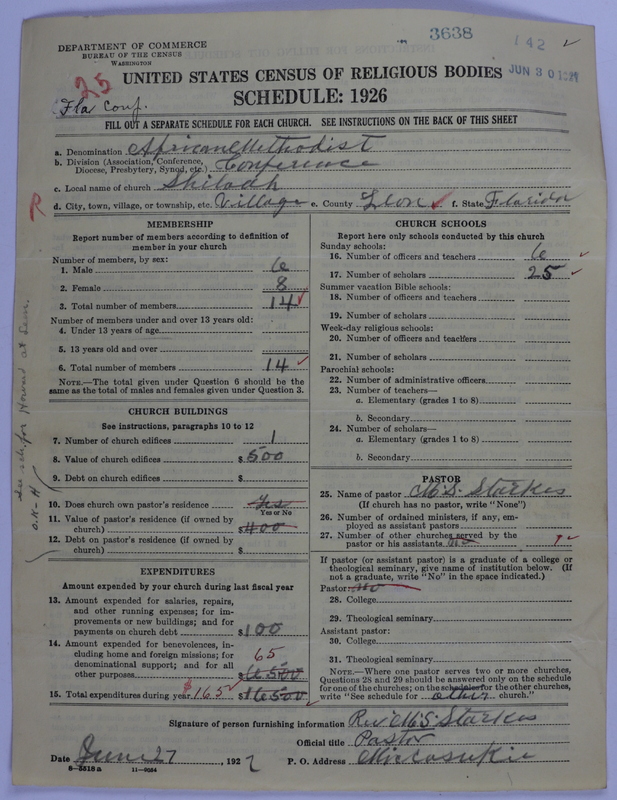 3638
142
DEPARTMENT OF COMMERCE
BUREAU OF THE CENSUS
WASHINGTON
JUN 30 1927
25
UNITED STATES CENSUS OF RELIGIOUS BODIES
SCHEDULE: 1926
Fla Conf.
FILL OUT A SEPARATE SCHEDULE FOR EACH CHURCH. SEE INSTRUCTIONS ON THE BACK OF THIS SHEET
a. Denomination African Methodist
b. Division (Association, Conference, Diocese, Presbytery, Synod, etc.) Conference
c. Local name of church Shiloah
R d. City, town, village, or township, etc. Village e. County Leon f. State Florida
MEMBERSHIP
Report number of members according to definition of
member in your church
Number of members, by sex:
1. Male 6
2. Female 8
3. Total number of members 14
Number of members under and over 13 years old:
4. Under 13 years of age
5. 13 years old and over
6. Total number of members 14
NOTE.—The total given under Question 6 should be the
same as the total of males and females given under Question 3.
CHURCH BUILDINGS
See instructions, paragraphs 10 to 12
7. Number of church edifices 1
8. Value of church edifices $500
9. Debt on church edifices $
10. Does church own pastor's residence Yes
Yes or No
11. Value of pastor's residence (if owned by
church) $400
12. Debt on pastor's residence (if owned by
church) $
O.K-H
EXPENDITURES
Amount expended by your church during last fiscal year
13. Amount expended for salaries, repairs,
and other running expenses; for im-
provements or new buildings; and for
payments on church debt $100
14. Amount expended for benevolences, in-
cluding home and foreign missions; for
denominational support; and for all
other purposes 65 $6500
15. Total expenditures during year $165 $16500
CHURCH SCHOOLS
Report here only schools conducted by this church
Sunday schools:
16. Number of officers and teachers 6
17. Number of scholars 25
Summer vacation Bible schools:
18. Number of officers and teachers
19. Number of scholars
Week-day religious schools:
20. Number of officers and teachers
21. Number of scholars
Parochial schools:
22. Number of administrative officers
23. Number of teachers—
a. Elementary (grades 1 to 8)
b. Secondary
24. Number of scholars—
a. Elementary (grades 1 to 8)
b. Secondary
PASTOR
25. Name of pastor M. S. Starkes
(If church has no pastor, write "None")
26. Number of ordained ministers, if any, em-
ployed as assistant pastors
27. Number of other churches served by the
pastor or his assistants no
If pastor (or assistant pastor) is a graduate of a college or
theological seminary, give name of institution below. (If
not a graduate, write "No" in the space indicated.)
Pastor: No
28. College
29. Theological seminary
Assistant pastor:
30. College
31. Theological seminary
NOTE.—Where one pastor serves two or more churches,
Questions 28 and 29 should be answered only on the schedule
for one of the churches; on the schedules for the other churches,
write "See schedule for other church."
Signature of person furnishing information Rev M. S. Starkes
Official title Pastor
Date June 27, 1927 P. O. Address Miccosukie
8—5518 a 11—9064